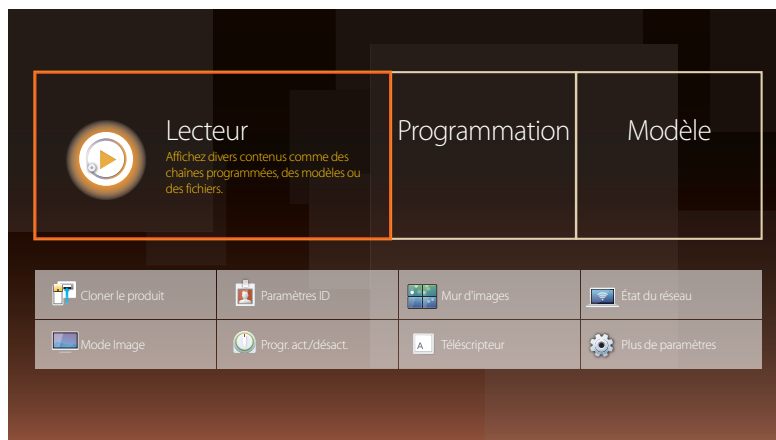 Lecteur
Affichez divers contenus comme des
chaînes programmées, des modèles ou
des fichiers.
Programmation
Modèle
Cloner le produit
Paramètres ID
Mur d'images
État du réseau
Mode Image
Progr. act./désact.
A
Téléscripteur
Plus de paramètres